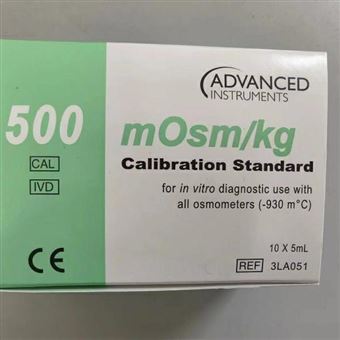 ADVANCED
INSTRUMENTS
500 mOsm/kg
CAL
Calibration Standard
IVD
for in vitro diagnostic use with
all osmometers (-930 m°C)
CE
10 X 5mL
REF 3LA051